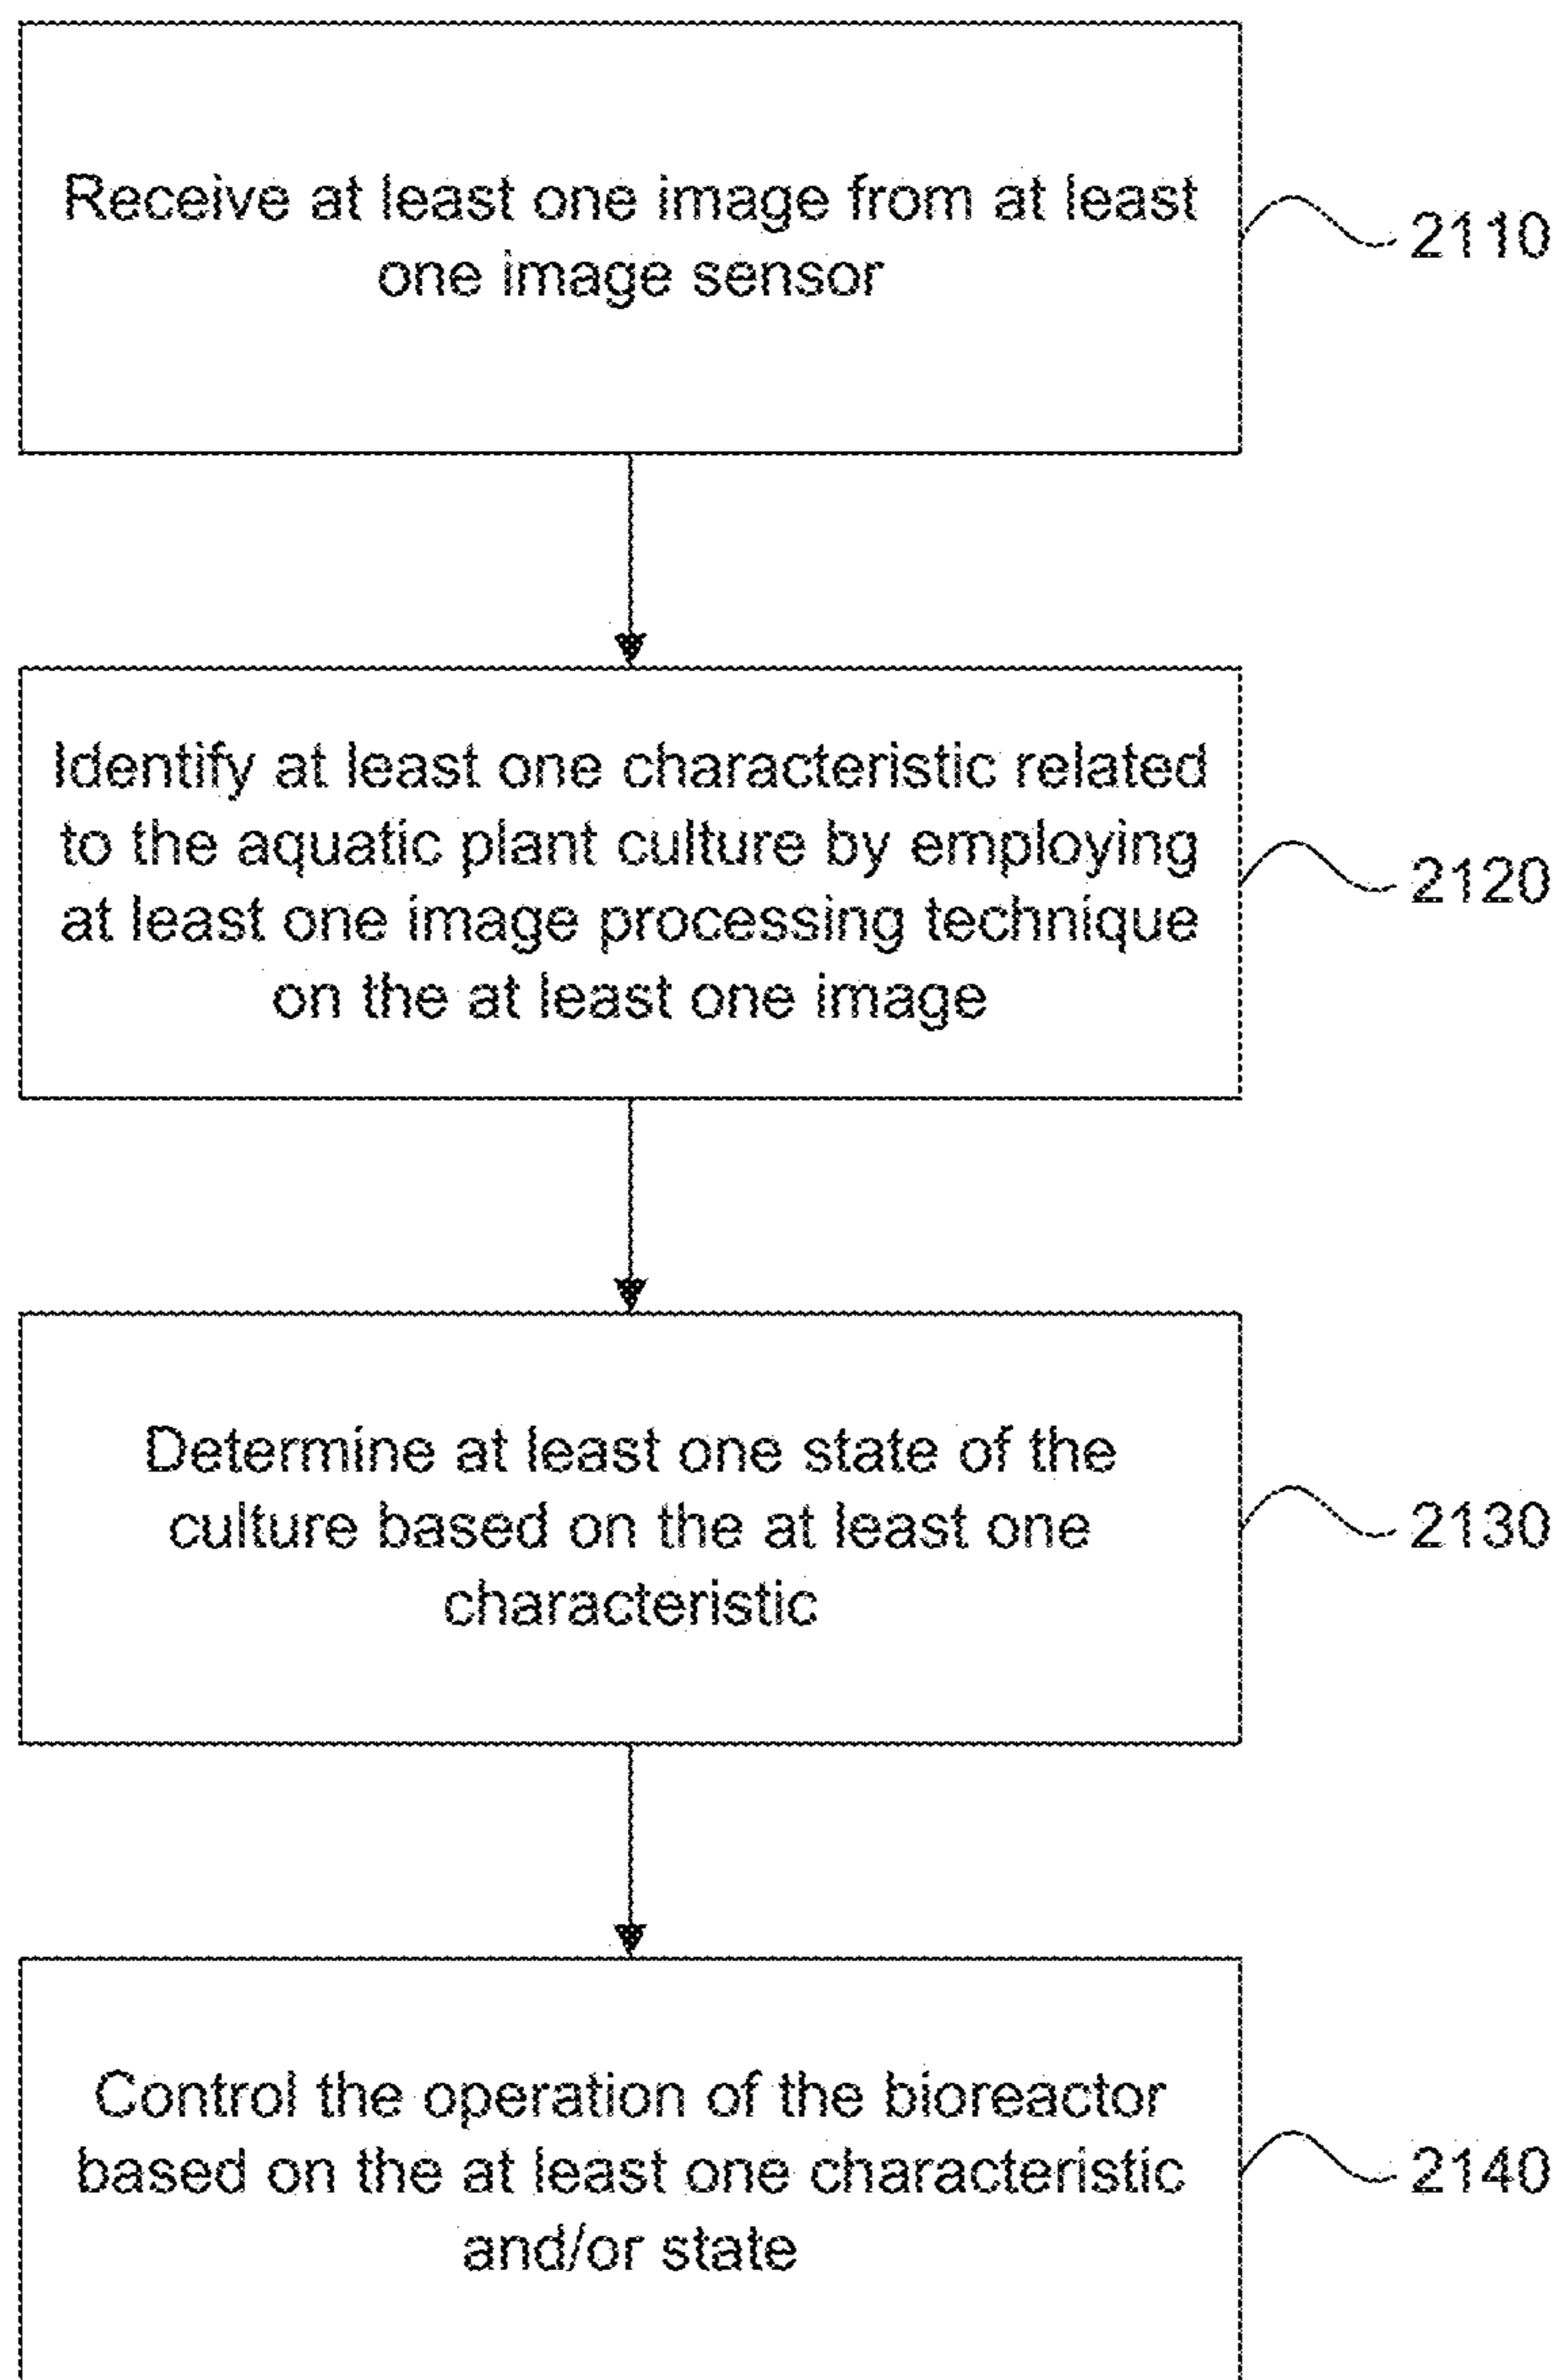 Receive at least one image from at least
one image sensor
2110
Identify at least one characteristic related
to the aquatic plant culture by employing
at least one image processing technique
on the at least one image
2120
Determine at least one state of the
culture based on the at least one
characteristic
2130
Control the operation of the bioreactor
based on the at least one characteristic
and/or state
2140